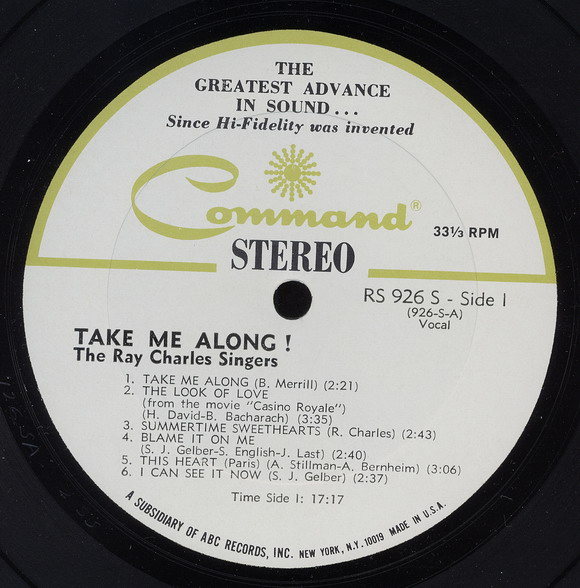 THE
GREATEST ADVANCE
IN SOUND...
Since Hi-Fidelity was invented
Command®
33⅓ RPM
STEREO
RS 926 S - Side 1
(926-S-A)
Vocal
TAKE ME ALONG!
The Ray Charles Singers
1. TAKE ME ALONG (B. Merrill) (2:21)
2. THE LOOK OF LOVE
(from the movie "Casino Royale")
(H. David-B. Bacharach) (3:35)
3. SUMMERTIME SWEETHEARTS (R. Charles) (2:43)
4. BLAME IT ON ME
(S. J. Gelber-S. English-J. Last) (2:40)
5. THIS HEART (Paris) (A. Stillman-A. Bernheim) (3:06)
6. I CAN SEE IT NOW (S. J. Gelber) (2:37)
Time Side 1: 17:17
A SUBSIDIARY OF ABC RECORDS, INC. NEW YORK, N.Y. 10019 MADE IN U.S.A.